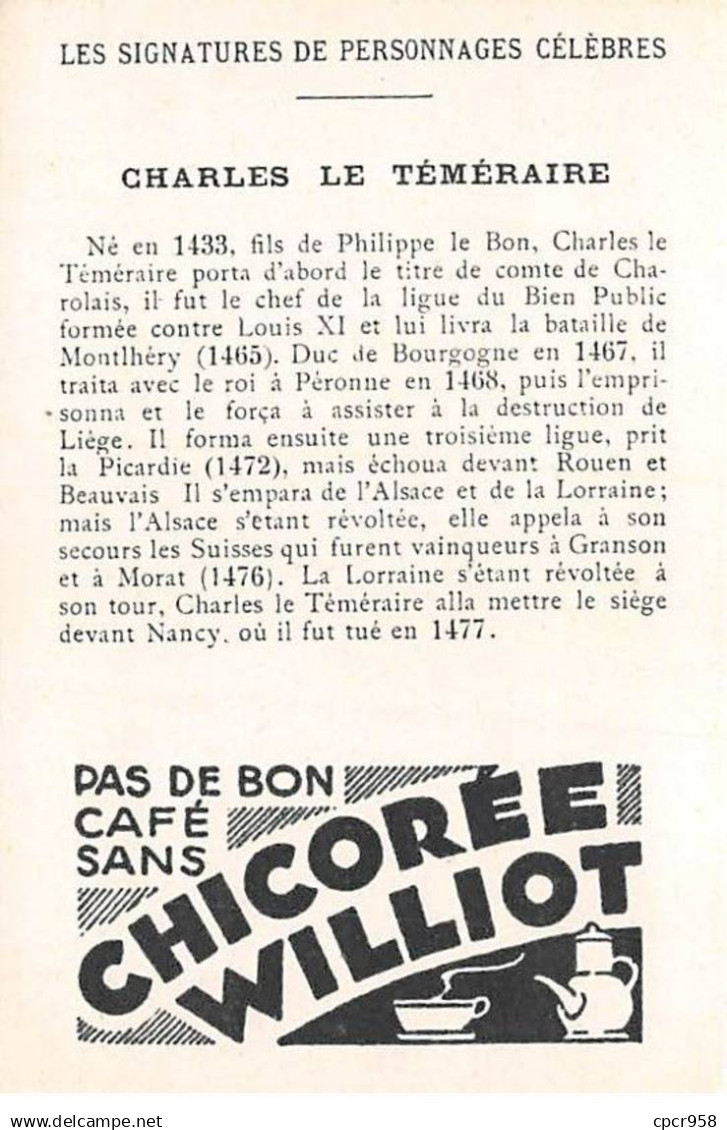 LES SIGNATURES DE PERSONNAGES CÉLÈBRES
CHARLES LE TÉMÉRAIRE
Né en 1433, fils de Philippe le Bon, Charles le
Téméraire porta d'abord le titre de comte de Cha-
rolais, il fut le chef de la ligue du Bien Public
formée contre Louis XI et lui livra la bataille de
Montlhéry (1465). Duc de Bourgogne en 1467, il
traita avec le roi à Péronne en 1468, puis l'empri-
sonna et le força à assister à la destruction de
Liège. Il forma ensuite une troisième ligue, prit
la Picardie (1472), mais échoua devant Rouen et
Beauvais Il s'empara de l'Alsace et de la Lorraine;
mais l'Alsace s'étant révoltée, elle appela à son
secours les Suisses qui furent vainqueurs à Granson
et à Morat (1476). La Lorraine s'étant révoltée à
son tour, Charles le Téméraire alla mettre le siège
devant Nancy, où il fut tué en 1477.
PAS DE BON
CAFÉ
SANS
CHICORÉE
WILLIOT
cpcr958